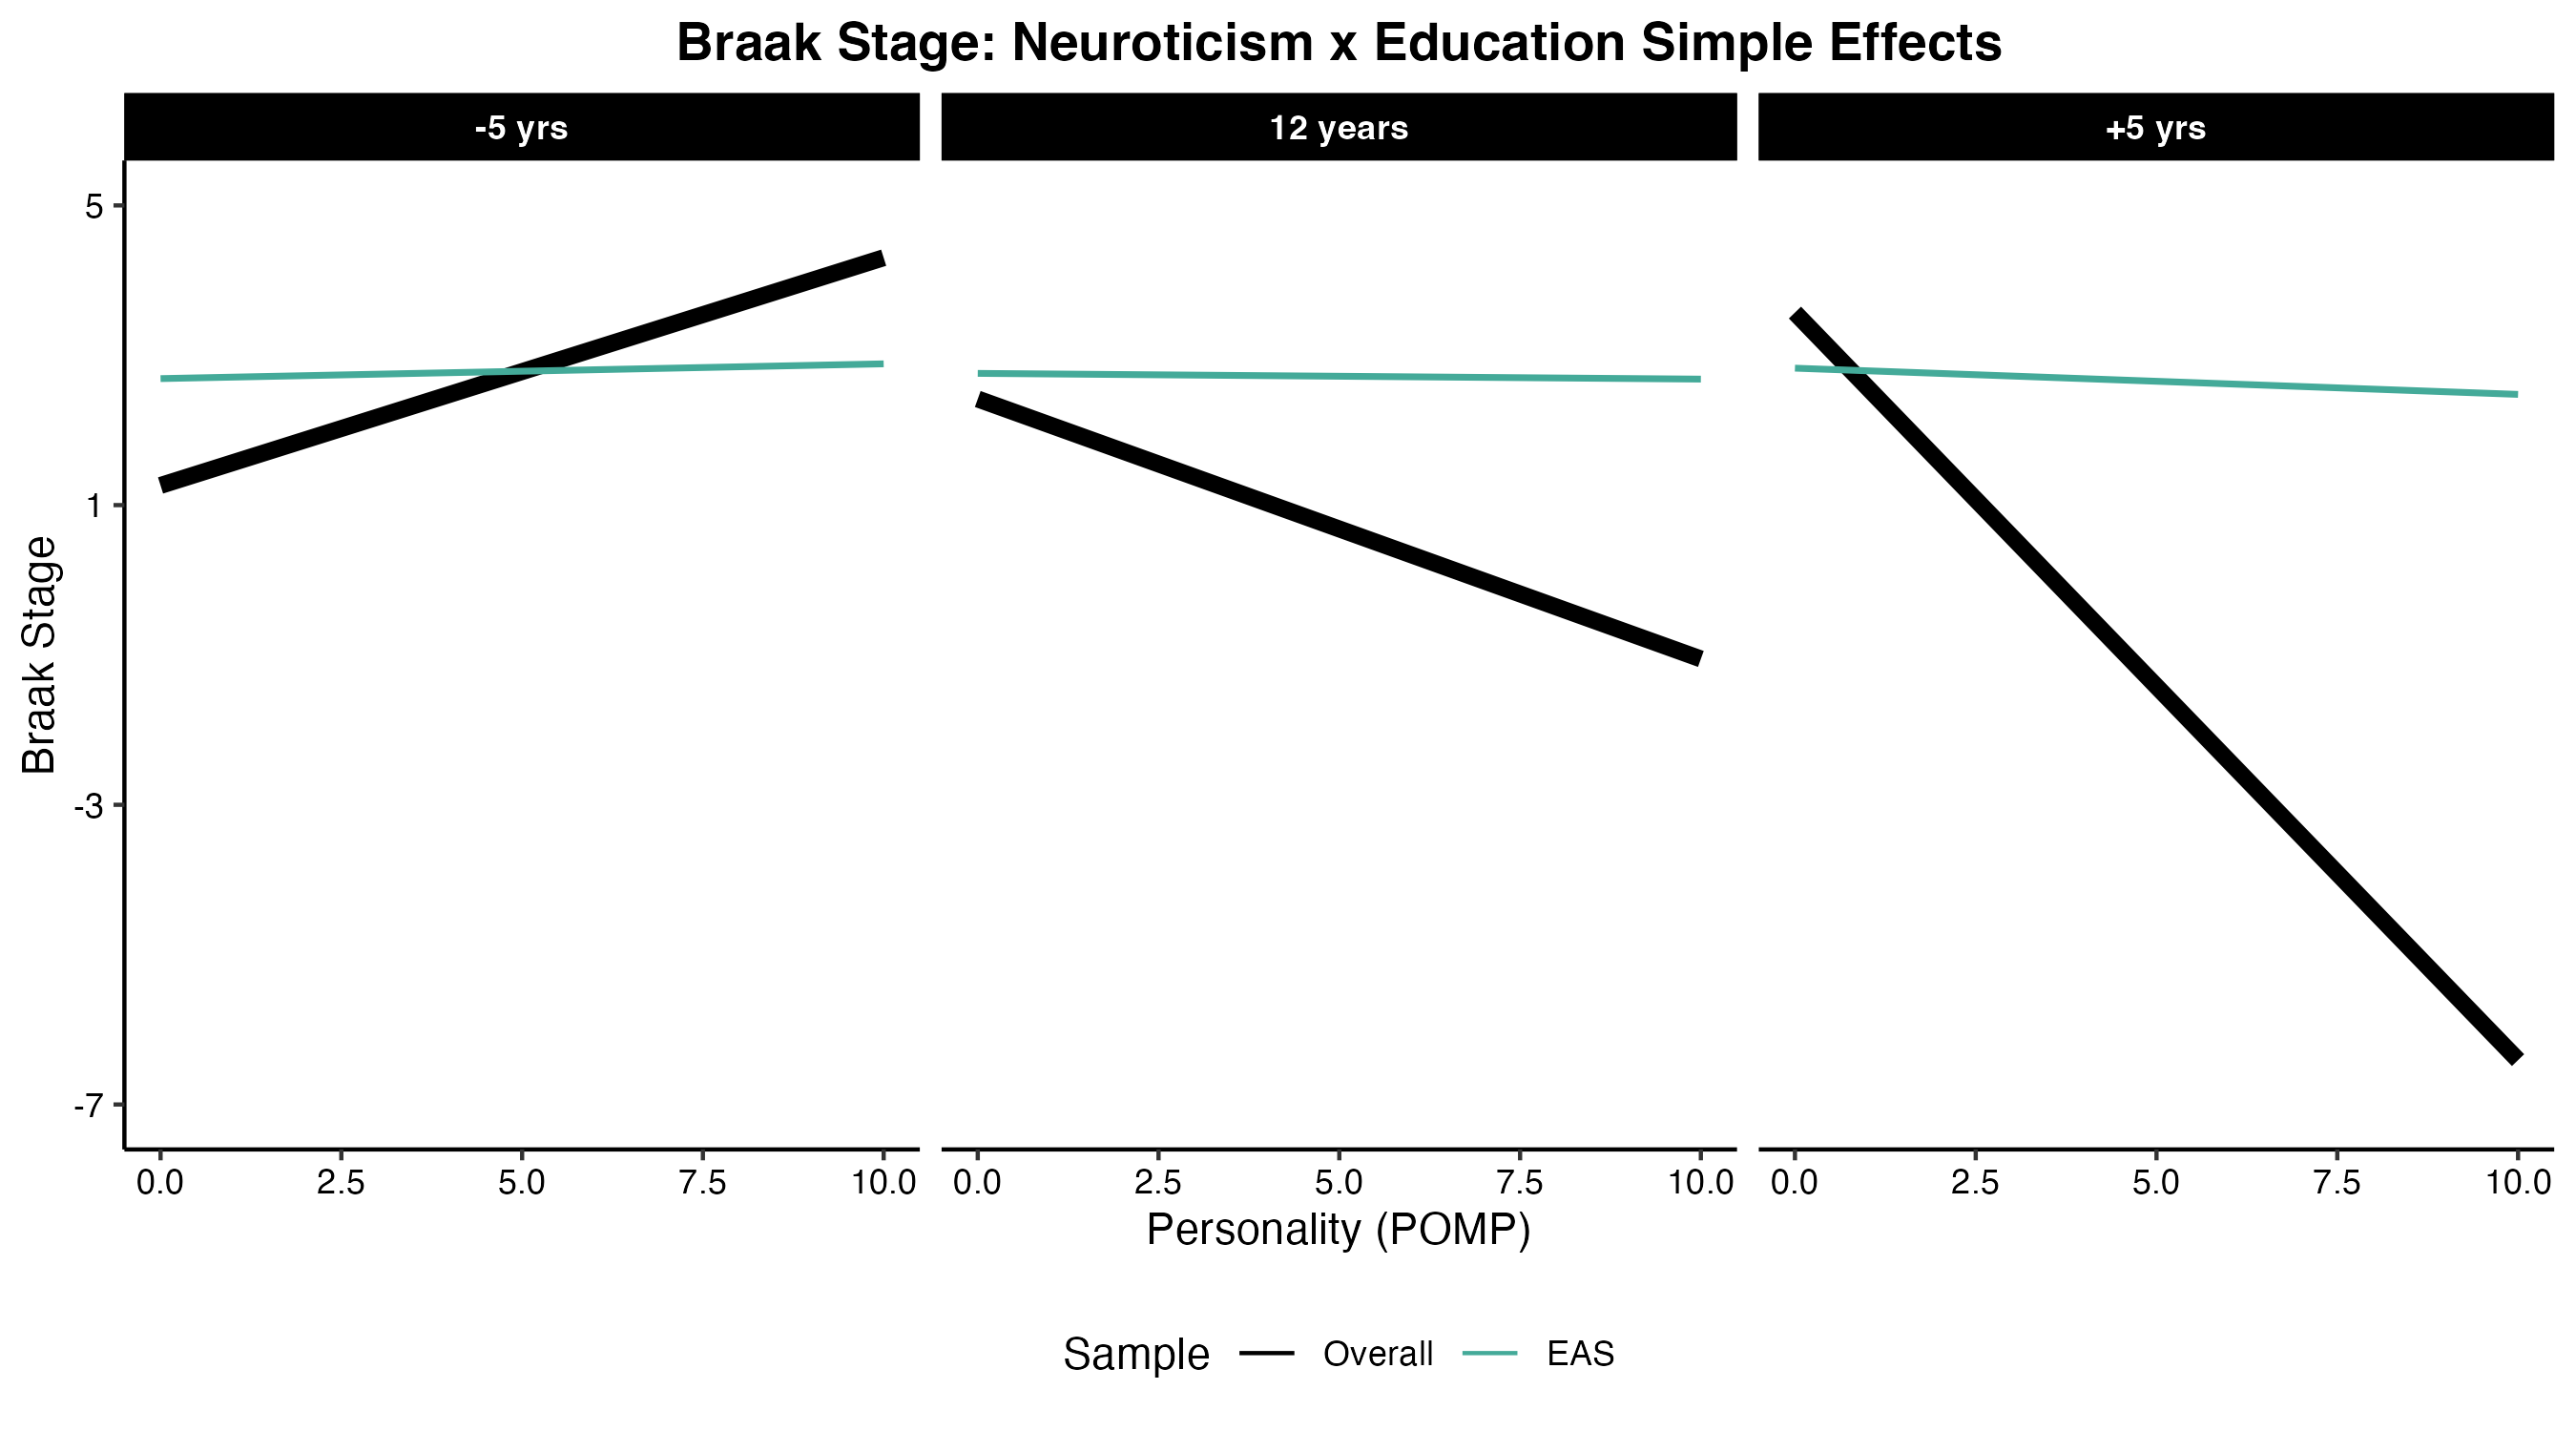 Braak Stage: Neuroticism x Education Simple Effects
-5 yrs 12 years +5 yrs
5
1
-3
-7
Braak Stage
0.0 2.5 5.0 7.5 10.0 0.0 2.5 5.0 7.5 10.0 0.0 2.5 5.0 7.5 10.0
Personality (POMP)
Sample Overall EAS